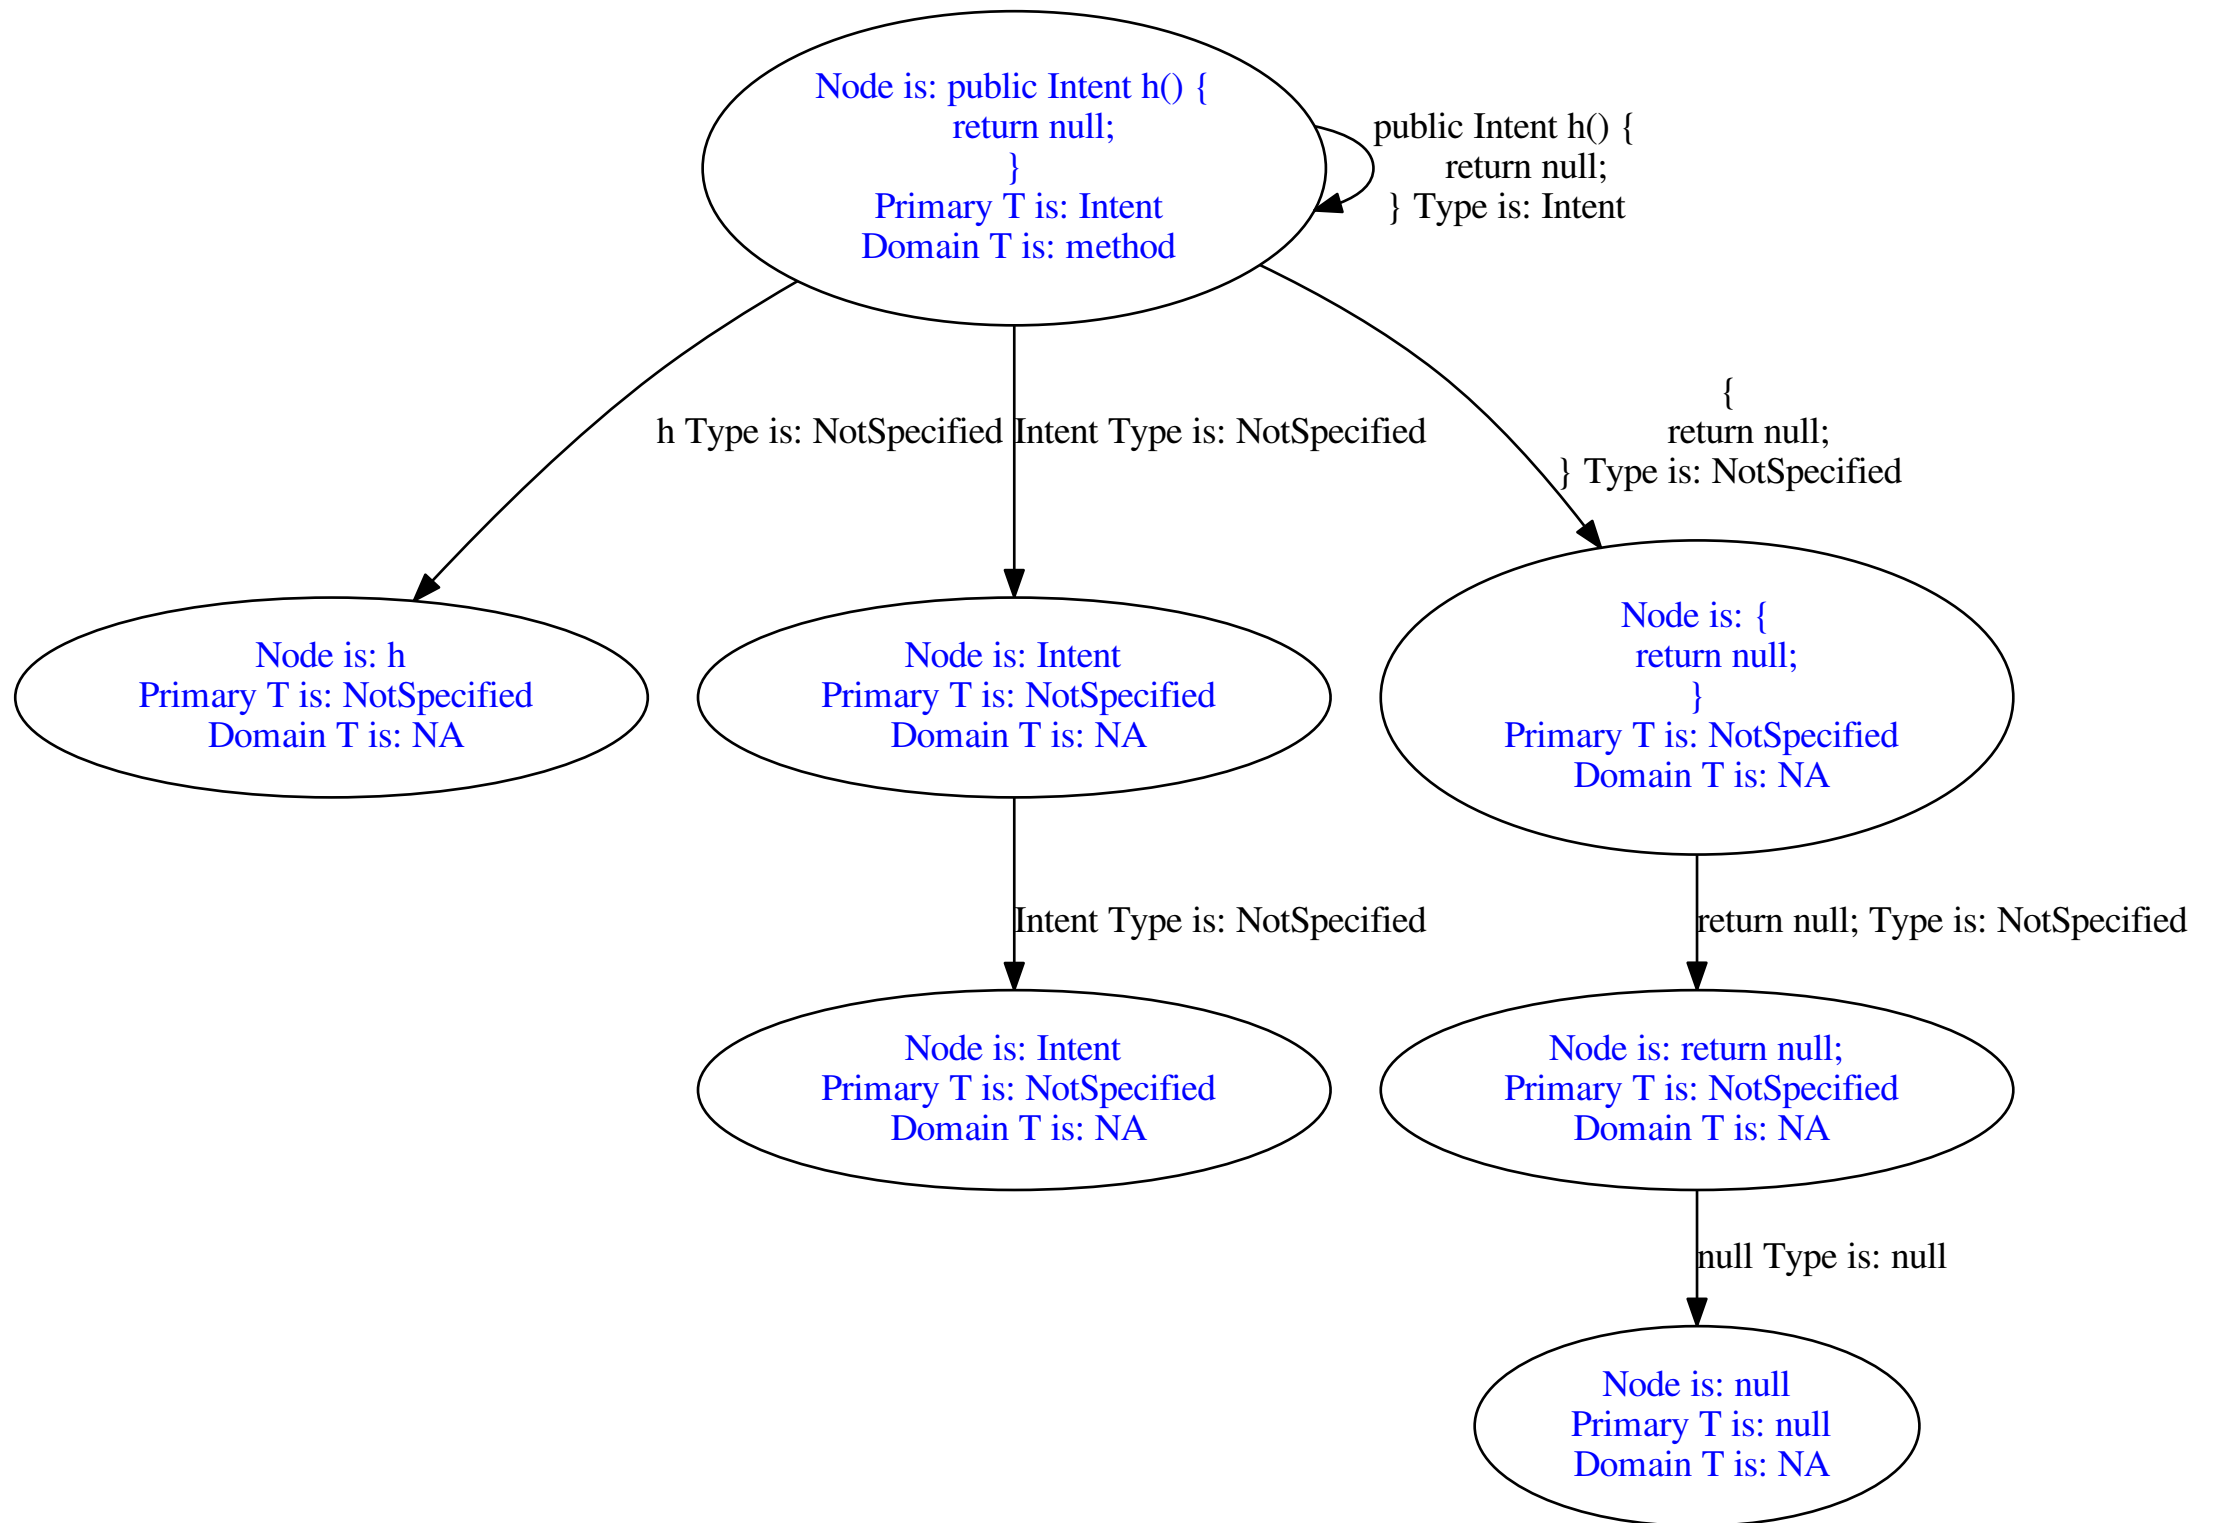 Node is: public Intent h() {
return null;
}
Primary T is: Intent
Domain T is: method
public Intent h() {
return null;
} Type is: Intent
h Type is: NotSpecified
Intent Type is: NotSpecified
{
return null;
} Type is: NotSpecified
Node is: h
Primary T is: NotSpecified
Domain T is: NA
Node is: Intent
Primary T is: NotSpecified
Domain T is: NA
Node is: {
return null;
}
Primary T is: NotSpecified
Domain T is: NA
Intent Type is: NotSpecified
return null; Type is: NotSpecified
Node is: Intent
Primary T is: NotSpecified
Domain T is: NA
Node is: return null;
Primary T is: NotSpecified
Domain T is: NA
null Type is: null
Node is: null
Primary T is: null
Domain T is: NA